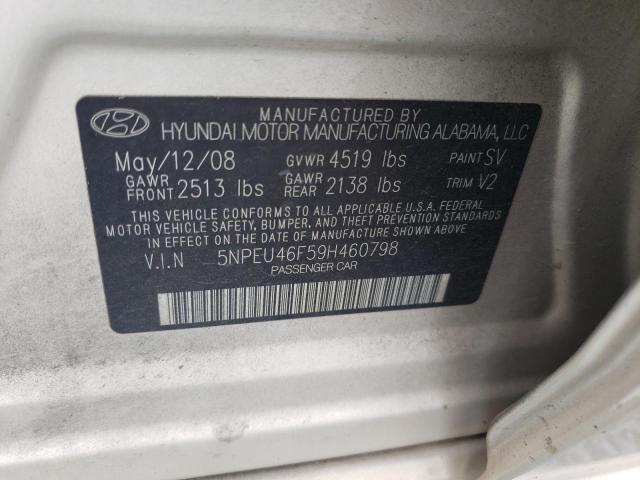 MANUFACTURED BY
HYUNDAI MOTOR MANUFACTURING ALABAMA, LLC
May/12/08 GVWR 4519 lbs PAINT SV
GAWR FRONT 2513 lbs GAWR REAR 2138 lbs TRIM V2
THIS VEHICLE CONFORMS TO ALL APPLICABLE U.S.A. FEDERAL
MOTOR VEHICLE SAFETY, BUMPER, AND THEFT PREVENTION STANDARDS
IN EFFECT ON THE DATE OF MANUFACTURE SHOWN ABOVE.
V.I.N 5NPEU46F59H460798
PASSENGER CAR